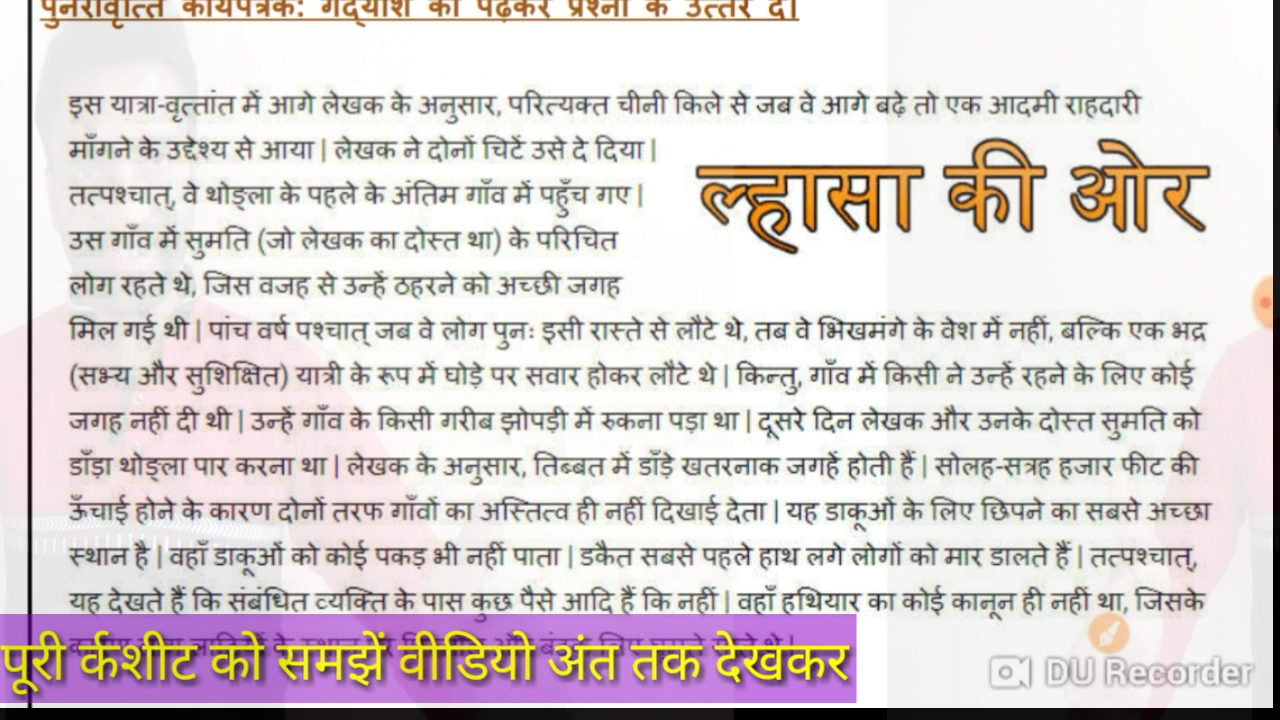 पुनरावृत्ति कार्यपत्रक: गद्यांश को पढ़कर प्रश्नों के उत्तर दें।
इस यात्रा-वृत्तांत में आगे लेखक के अनुसार, परित्यक्त चीनी किले से जब वे आगे बढ़े तो एक आदमी राहदारी
माँगने के उद्देश्य से आया | लेखक ने दोनों चिटें उसे दे दिया |
तत्पश्चात्, वे थोङ्ला के पहले के अंतिम गाँव में पहुँच गए |
उस गाँव में सुमति (जो लेखक का दोस्त था) के परिचित
लोग रहते थे, जिस वजह से उन्हें ठहरने को अच्छी जगह
ल्हासा की ओर
मिल गई थी | पांच वर्ष पश्चात् जब वे लोग पुनः इसी रास्ते से लौटे थे, तब वे भिखमंगे के वेश में नहीं, बल्कि एक भद्र
(सभ्य और सुशिक्षित) यात्री के रूप में घोड़े पर सवार होकर लौटे थे | किन्तु, गाँव में किसी ने उन्हें रहने के लिए कोई
जगह नहीं दी थी | उन्हें गाँव के किसी गरीब झोपड़ी में रुकना पड़ा था | दूसरे दिन लेखक और उनके दोस्त सुमति को
डाँड़ा थोङ्ला पार करना था | लेखक के अनुसार, तिब्बत में डाँड़े खतरनाक जगहें होती हैं | सोलह-सत्रह हजार फीट की
ऊँचाई होने के कारण दोनों तरफ गाँवों का अस्तित्व ही नहीं दिखाई देता | यह डाकूओं के लिए छिपने का सबसे अच्छा
स्थान है | वहाँ डाकूओं को कोई पकड़ भी नहीं पाता | डकैत सबसे पहले हाथ लगे लोगों को मार डालते हैं | तत्पश्चात्,
यह देखते हैं कि संबंधित व्यक्ति के पास कुछ पैसे आदि हैं कि नहीं | वहाँ हथियार का कोई कानून ही नहीं था, जिसके
पूरी र्कशीट को समझें वीडियो अंत तक देखकर
DU Recorder